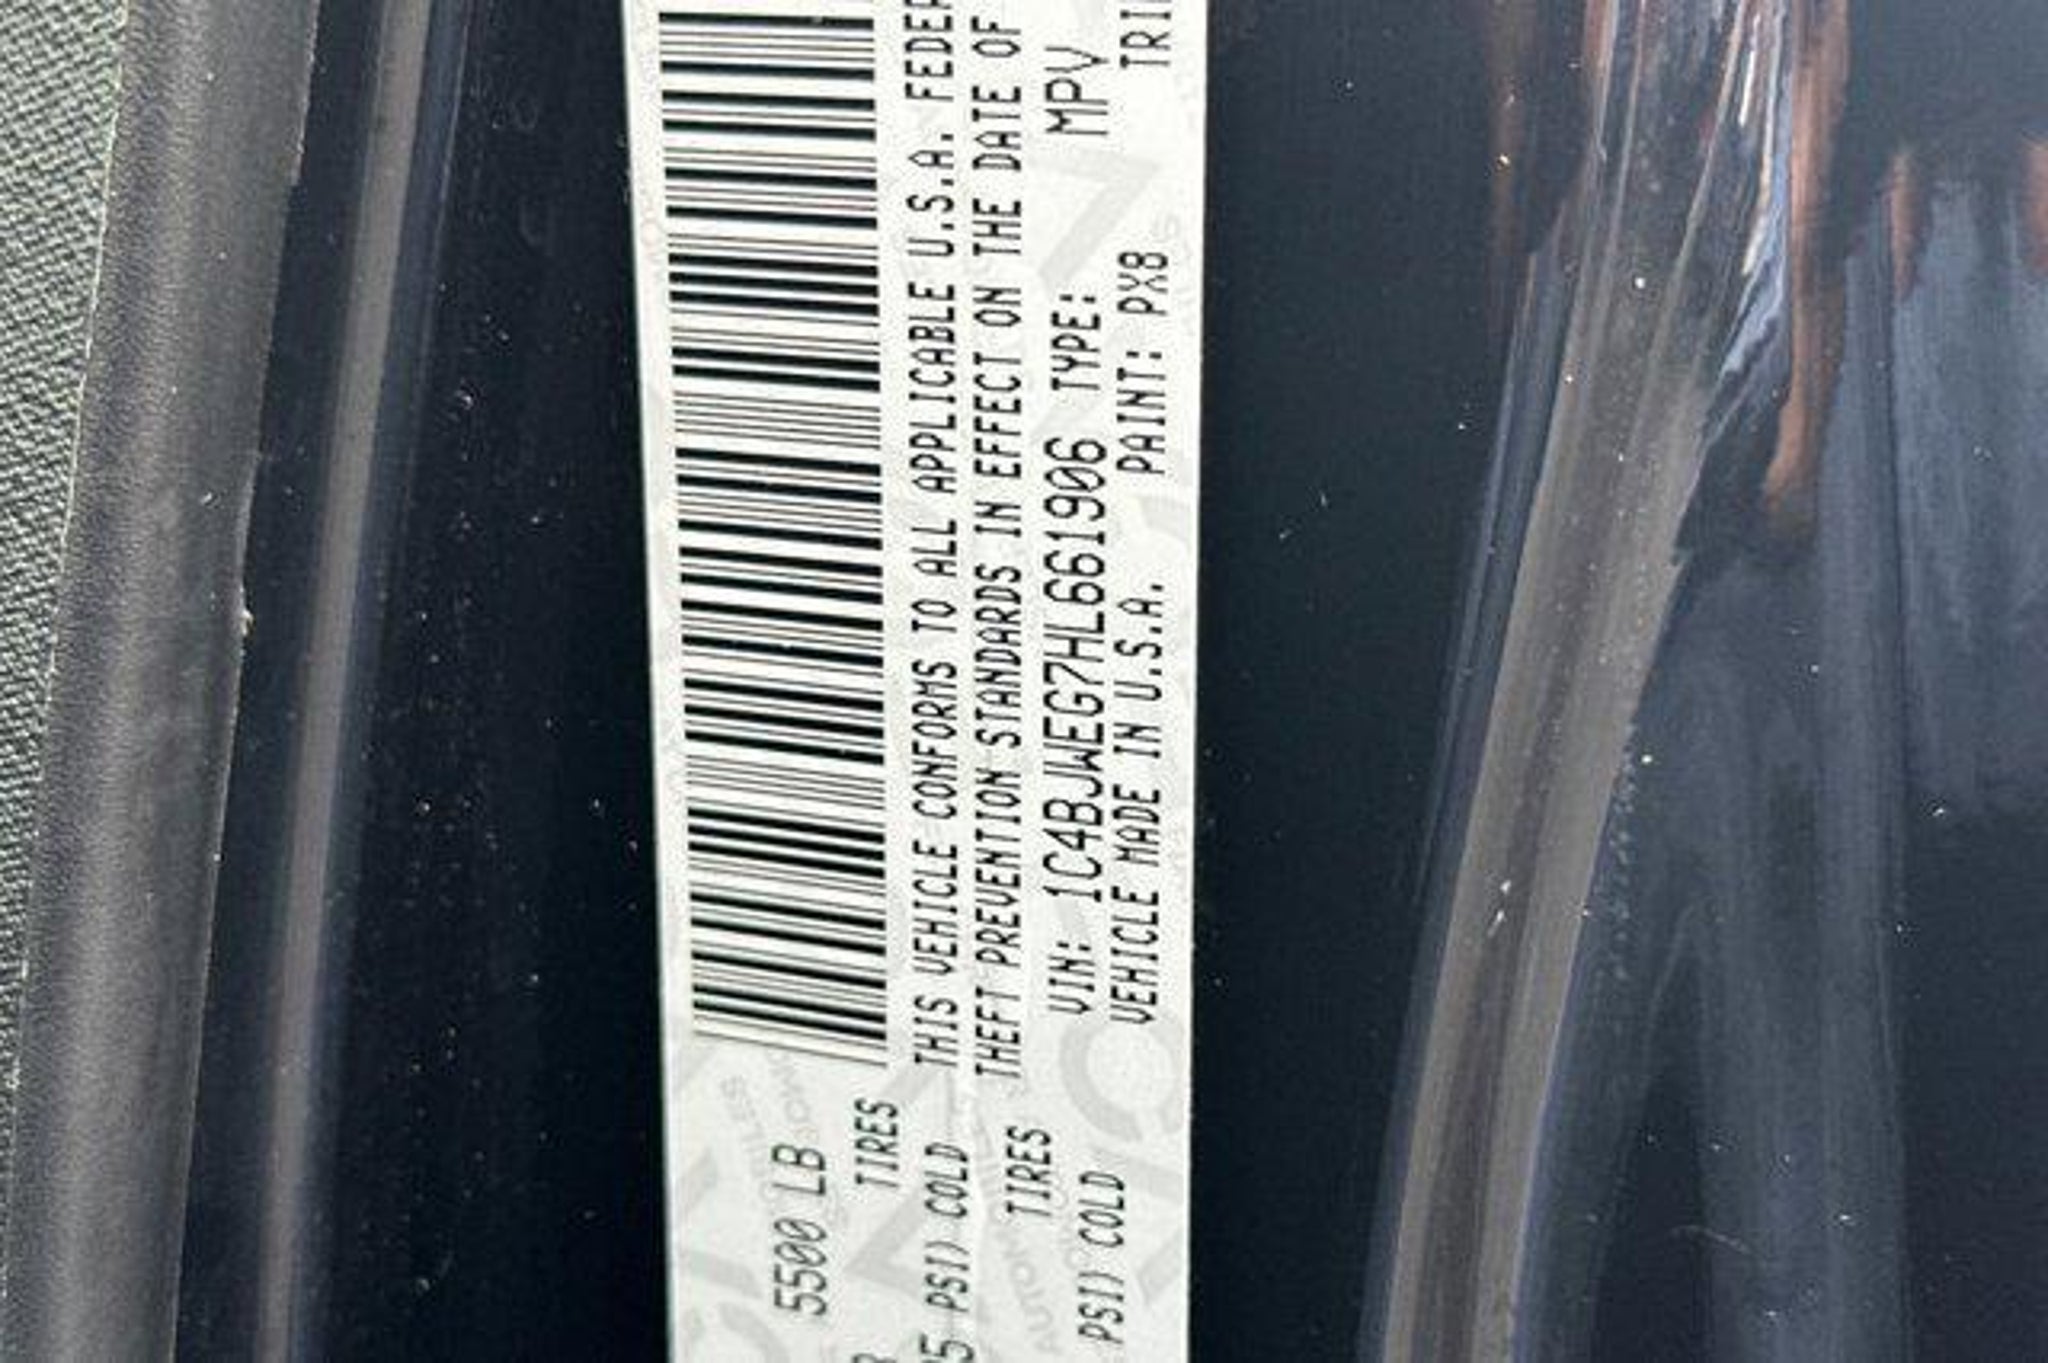 5500 LB
TIRES
5 PSI) COLD
TIRES
PSI) COLD
THIS VEHICLE CONFORMS TO ALL APPLICABLE U.S.A. FEDER
THEFT PREVENTION STANDARDS IN EFFECT ON THE DATE OF
VIN: 1C4BJWEG7HL661906 TYPE: MPV
VEHICLE MADE IN U.S.A. PAINT: PX8 TRI